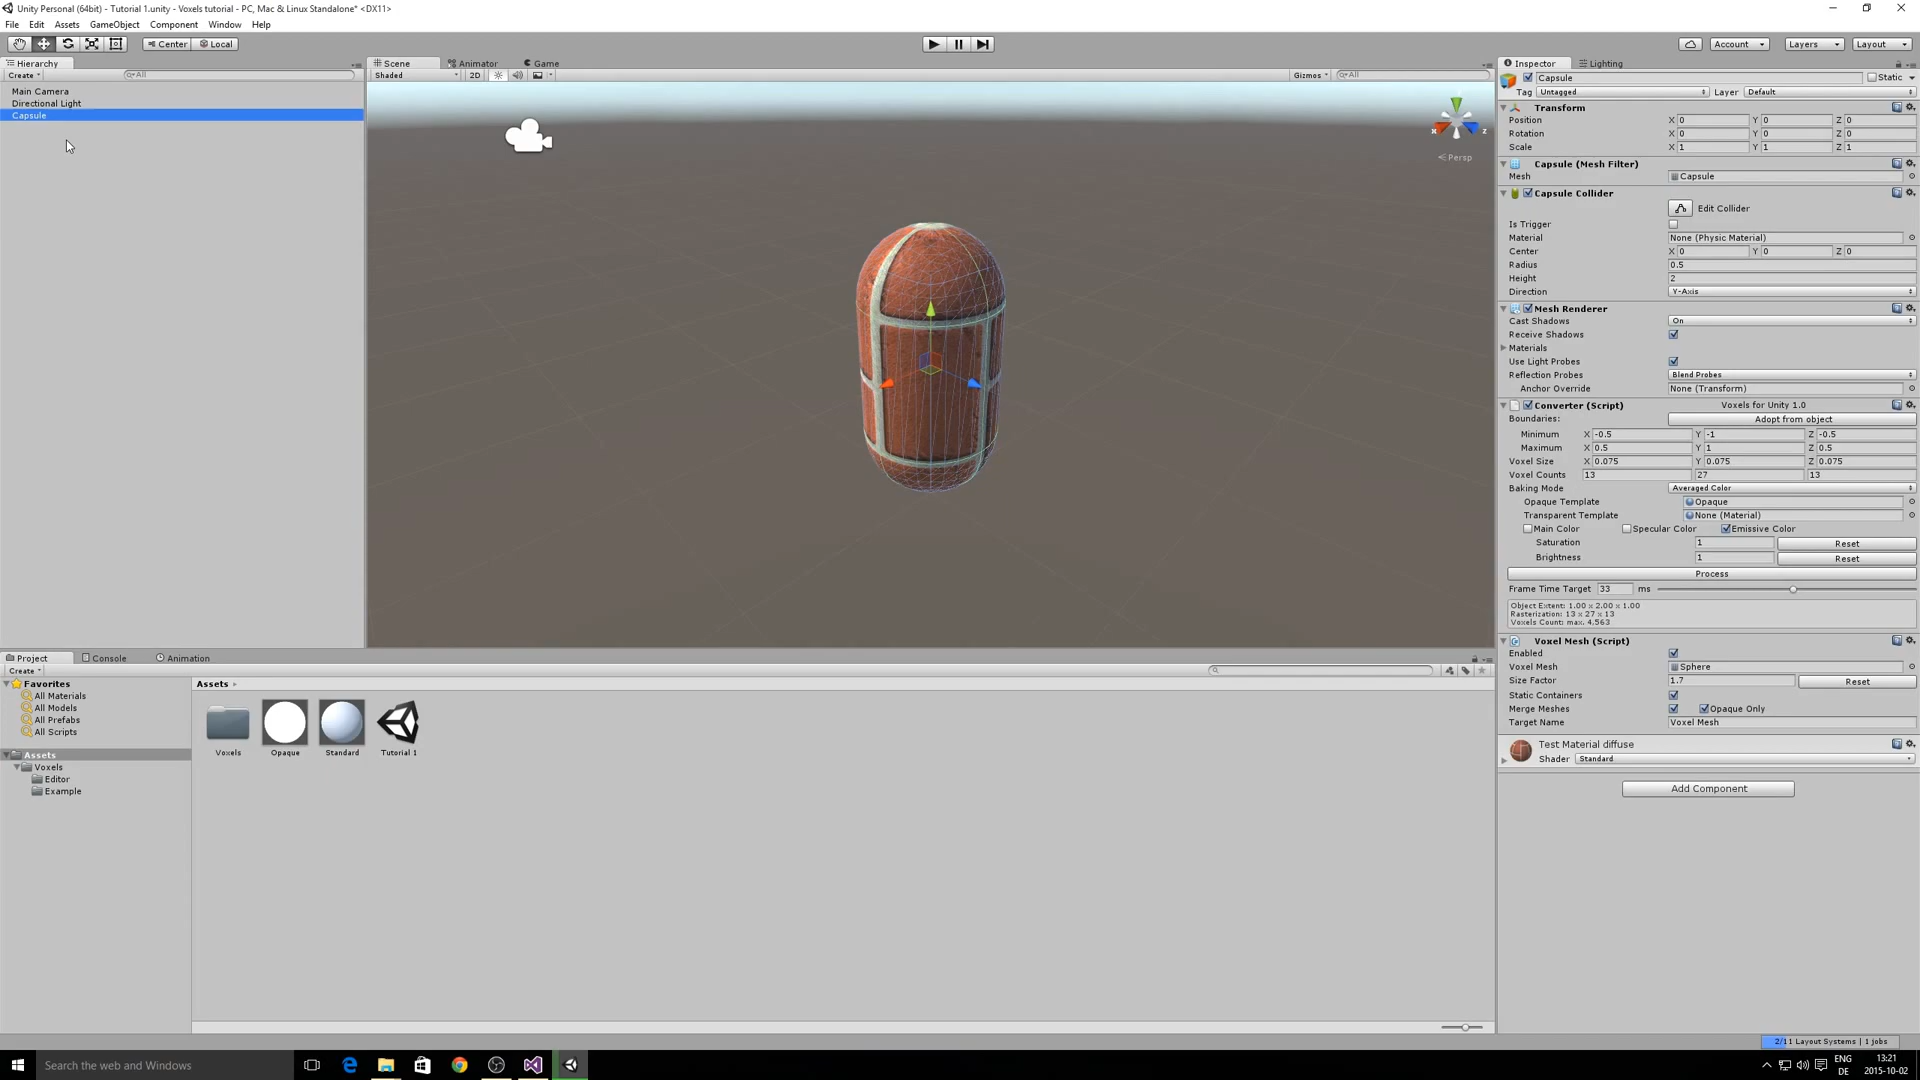 Unity Personal (64bit) - Tutorial 1.unity - Voxels tutorial - PC, Mac & Linux Standalone* <DX11>
File Edit Assets GameObject Component Window Help
Center Local Account Layers Layout
Hierarchy
Create All
Main Camera
Directional Light
Capsule
Scene Animator Game
Shaded 2D Gizmos All
x z
Persp
Inspector Lighting
Capsule Static
Tag Untagged Layer Default
Transform
Position X 0 Y 0 Z 0
Rotation X 0 Y 0 Z 0
Scale X 1 Y 1 Z 1
Capsule (Mesh Filter)
Mesh Capsule
Capsule Collider
Edit Collider
Is Trigger
Material None (Physic Material)
Center X 0 Y 0 Z 0
Radius 0.5
Height 2
Direction Y-Axis
Mesh Renderer
Cast Shadows On
Receive Shadows
Materials
Use Light Probes
Reflection Probes Blend Probes
Anchor Override None (Transform)
Converter (Script) Voxels for Unity 1.0
Boundaries: Adopt from object
Minimum X -0.5 Y -1 Z -0.5
Maximum X 0.5 Y 1 Z 0.5
Voxel Size X 0.075 Y 0.075 Z 0.075
Voxel Counts 13 27 13
Baking Mode Averaged Color
Opaque Template Opaque
Transparent Template None (Material)
Main Color Specular Color Emissive Color
Saturation 1 Reset
Brightness 1 Reset
Process
Frame Time Target 33 ms
Object Extent: 1.00 x 2.00 x 1.00
Rasterization: 13 x 27 x 13
Voxels Count: max. 4,563
Voxel Mesh (Script)
Enabled
Voxel Mesh Sphere
Size Factor 1.7 Reset
Static Containers
Merge Meshes Opaque Only
Target Name Voxel Mesh
Test Material diffuse
Shader Standard
Add Component
Project Console Animation
Create
Favorites
All Materials
All Models
All Prefabs
All Scripts
Assets
Voxels
Editor
Example
Assets
Voxels Opaque Standard Tutorial 1
2/11 Layout Systems | 1 jobs
Search the web and Windows
ENG 13:21
DE 2015-10-02